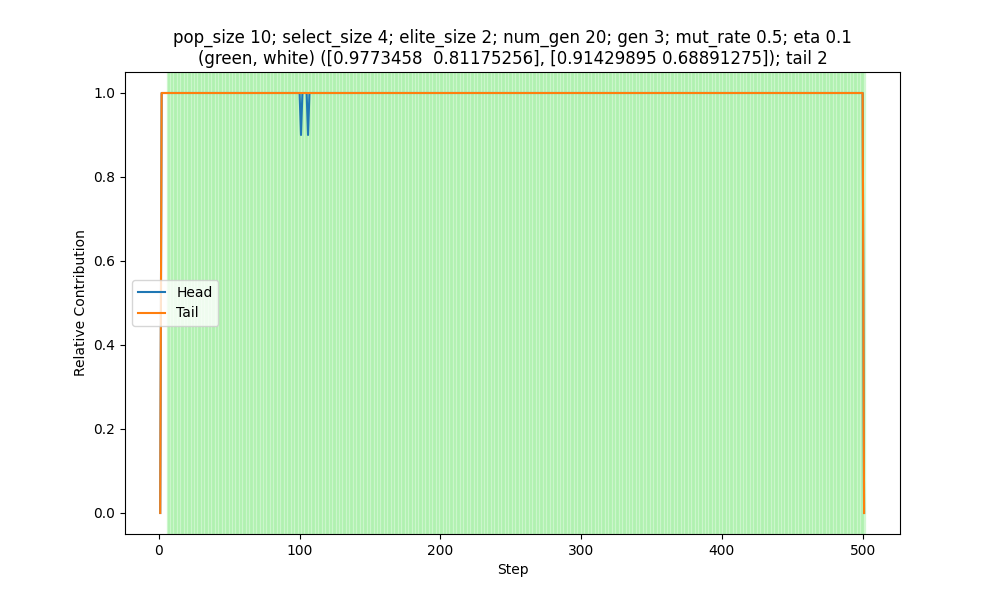 pop_size 10; select_size 4; elite_size 2; num_gen 20; gen 3; mut_rate 0.5; eta 0.1
(green, white) ([0.9773458  0.81175256], [0.91429895 0.68891275]); tail 2
1.0
0.8
0.6
0.4
0.2
0.0
Relative Contribution
Head
Tail
0
100
200
300
400
500
Step